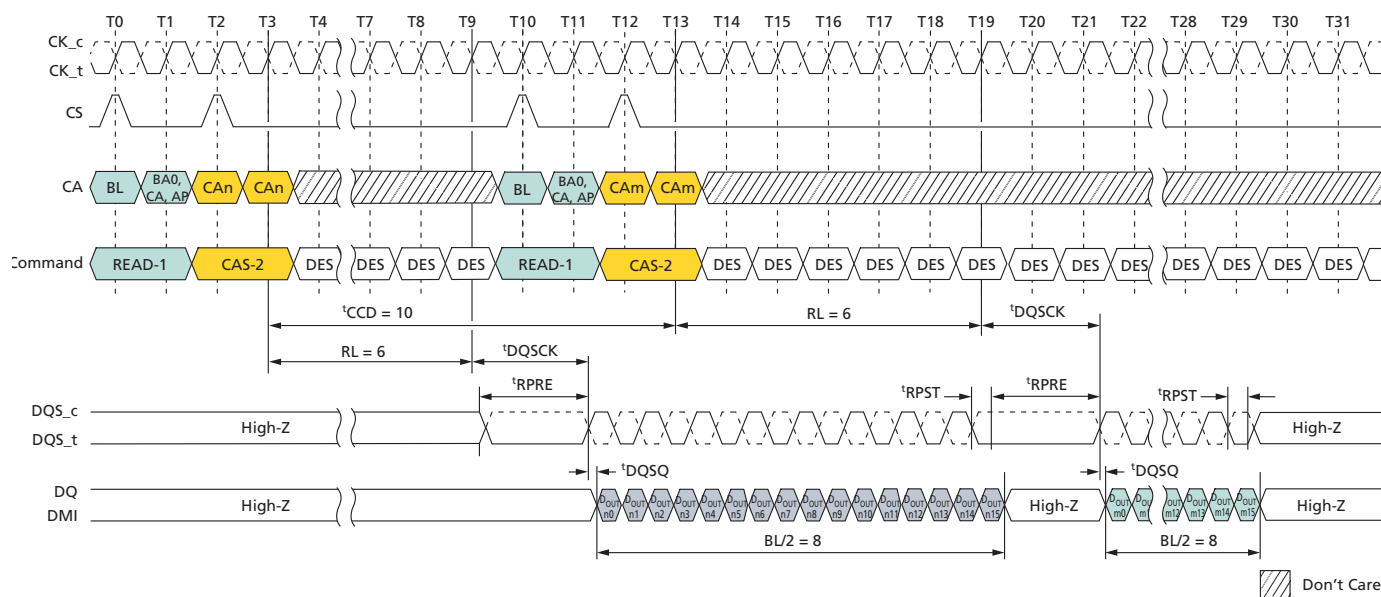 T0 T1 T2 T3 T4 T7 T8 T9 T10 T11 T12 T13 T14 T15 T16 T17 T18 T19 T20 T21 T22 T28 T29 T30 T31
CK_c
CK_t
CS
CA BL BA0, CA, AP CAn CAn BL BA0, CA, AP CAm CAm
Command READ-1 CAS-2 DES DES DES DES READ-1 CAS-2 DES DES DES DES DES DES DES DES DES DES DES DES DES
tCCD = 10 RL = 6 tDQSCK
RL = 6 tDQSCK
tRPRE tRPST tRPRE tRPST
DQS_c
DQS_t High-Z High-Z
tDQSQ tDQSQ
DQ
DMI High-Z DOUT n0 DOUT n1 DOUT n2 DOUT n3 DOUT n4 DOUT n5 DOUT n6 DOUT n7 DOUT n8 DOUT n9 DOUT n10 DOUT n11 DOUT n12 DOUT n13 DOUT n14 DOUT n15 High-Z DOUT m0 DOUT m DOUT m12 DOUT m13 DOUT m14 DOUT m15 High-Z
BL/2 = 8 BL/2 = 8
Don't Care